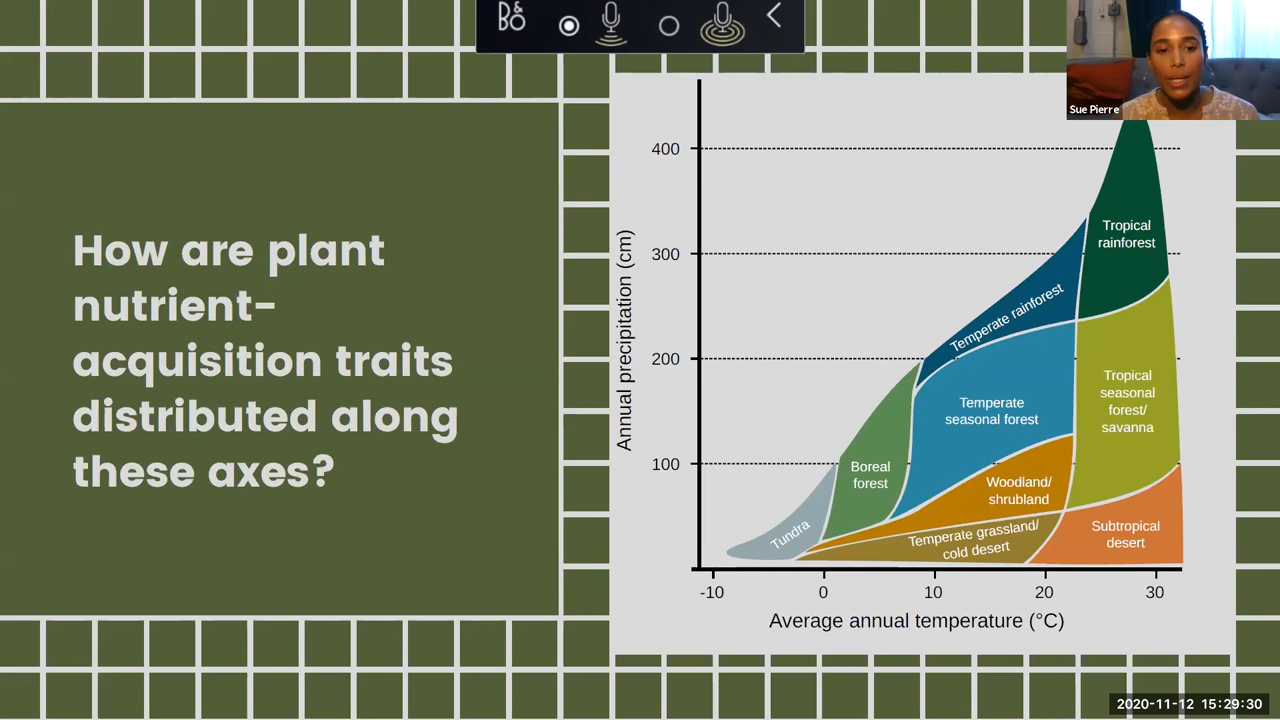 B&O
Sue Pierre
How are plant
nutrient-
acquisition traits
distributed along
these axes?
Annual precipitation (cm)
400
300
200
100
Tropical
rainforest
Temperate rainforest
Temperate
seasonal forest
Tropical
seasonal
forest/
savanna
Boreal
forest
Woodland/
shrubland
Tundra
Temperate grassland/
cold desert
Subtropical
desert
-10 0 10 20 30
Average annual temperature (°C)
2020-11-12 15:29:30